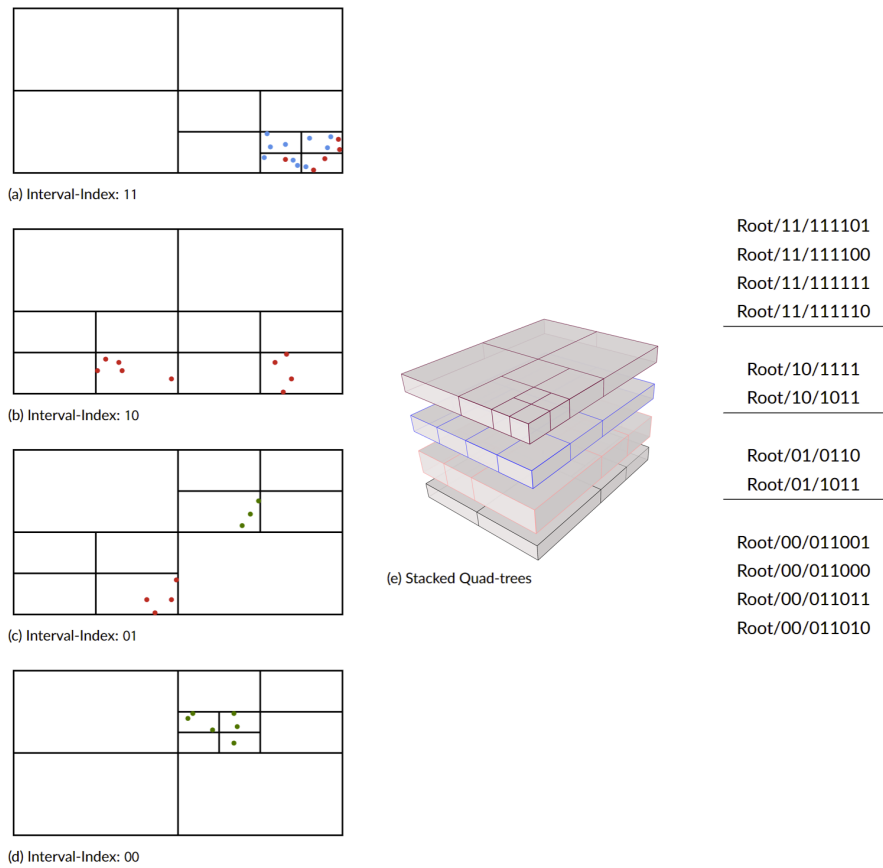 (a) Interval-Index: 11
(b) Interval-Index: 10
(c) Interval-Index: 01
(d) Interval-Index: 00
(e) Stacked Quad-trees
Root/11/111101
Root/11/111100
Root/11/111111
Root/11/111110
Root/10/1111
Root/10/1011
Root/01/0110
Root/01/1011
Root/00/011001
Root/00/011000
Root/00/011011
Root/00/011010